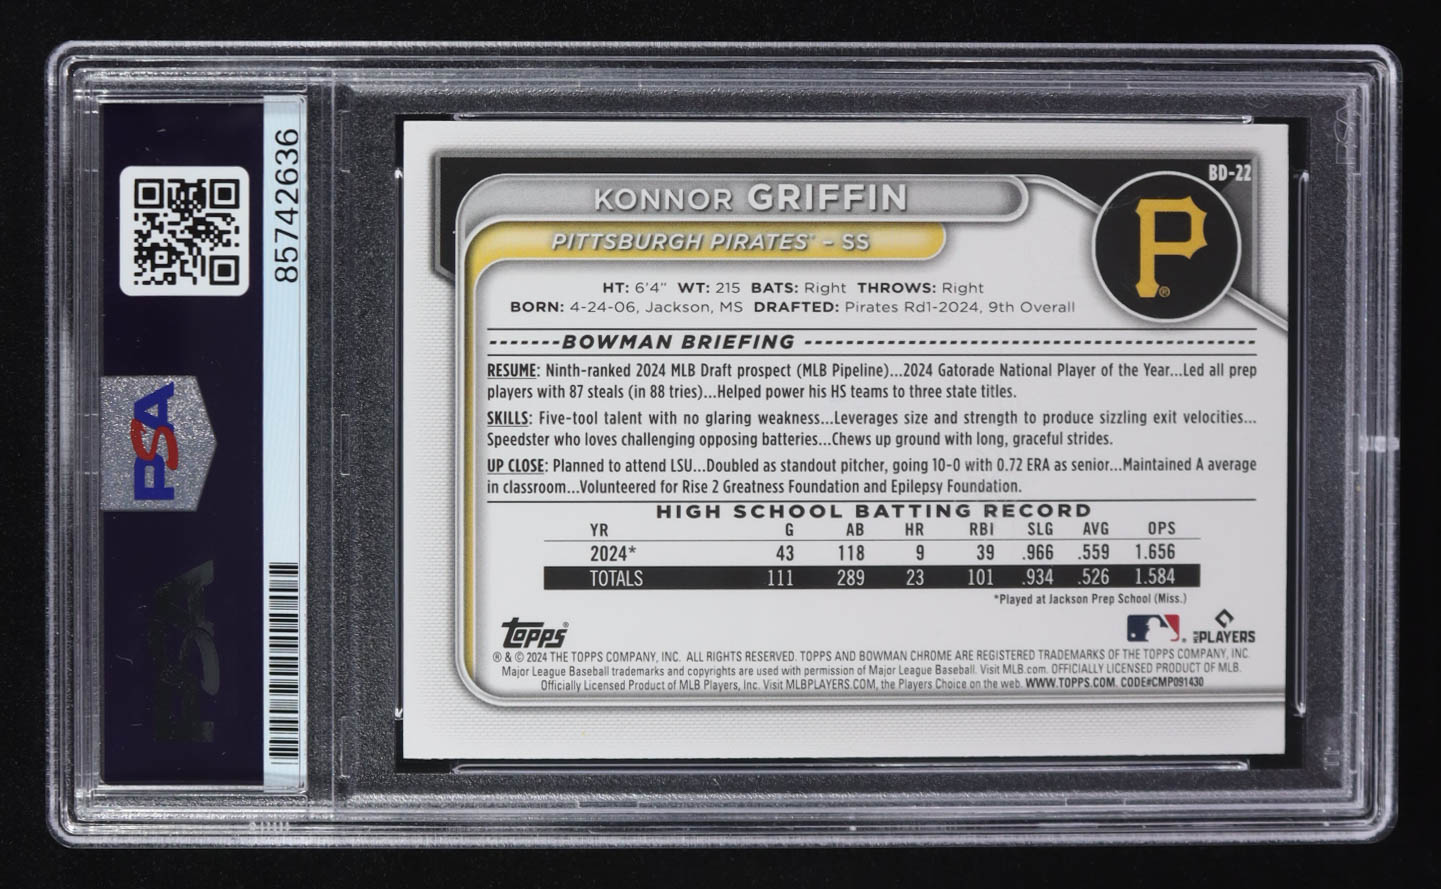 85742636
PSA
PSA
BD-22
KONNOR GRIFFIN
P
®
PITTSBURGH PIRATES® – SS
HT: 6'4" WT: 215 BATS: Right THROWS: Right
BORN: 4-24-06, Jackson, MS DRAFTED: Pirates Rd1-2024, 9th Overall
BOWMAN BRIEFING
RESUME: Ninth-ranked 2024 MLB Draft prospect (MLB Pipeline)...2024 Gatorade National Player of the Year...Led all prep
players with 87 steals (in 88 tries)...Helped power his HS teams to three state titles.
SKILLS: Five-tool talent with no glaring weakness...Leverages size and strength to produce sizzling exit velocities...
Speedster who loves challenging opposing batteries...Chews up ground with long, graceful strides.
UP CLOSE: Planned to attend LSU...Doubled as standout pitcher, going 10-0 with 0.72 ERA as senior...Maintained A average
in classroom...Volunteered for Rise 2 Greatness Foundation and Epilepsy Foundation.
HIGH SCHOOL BATTING RECORD
YR G AB HR RBI SLG AVG OPS
2024* 43 118 9 39 .966 .559 1.656
TOTALS 111 289 23 101 .934 .526 1.584
*Played at Jackson Prep School (Miss.)
Topps®
MLB PLAYERS
® & © 2024 THE TOPPS COMPANY, INC. ALL RIGHTS RESERVED. TOPPS AND BOWMAN CHROME ARE REGISTERED TRADEMARKS OF THE TOPPS COMPANY, INC.
Major League Baseball trademarks and copyrights are used with permission of Major League Baseball. Visit MLB.com. OFFICIALLY LICENSED PRODUCT OF MLB.
Officially Licensed Product of MLB Players, Inc. Visit MLBPLAYERS.COM, the Players Choice on the web. WWW.TOPPS.COM. CODE#CMP091430